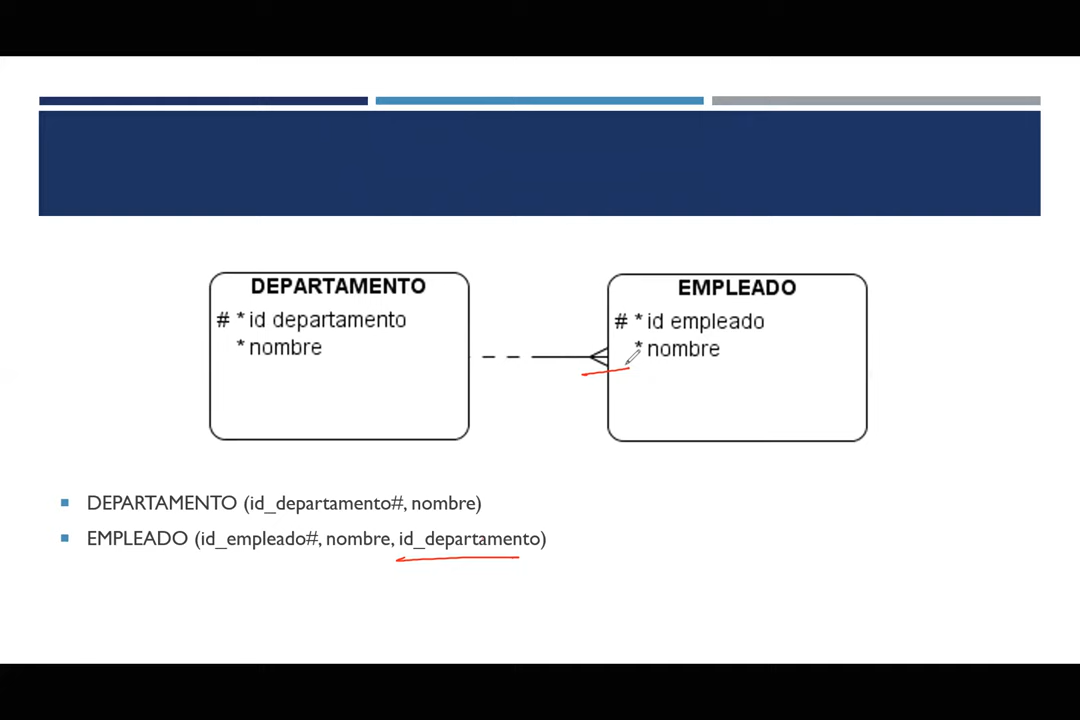 DEPARTAMENTO
# * id departamento
* nombre
EMPLEADO
# * id empleado
* nombre
DEPARTAMENTO (id_departamento#, nombre)
EMPLEADO (id_empleado#, nombre, id_departamento)